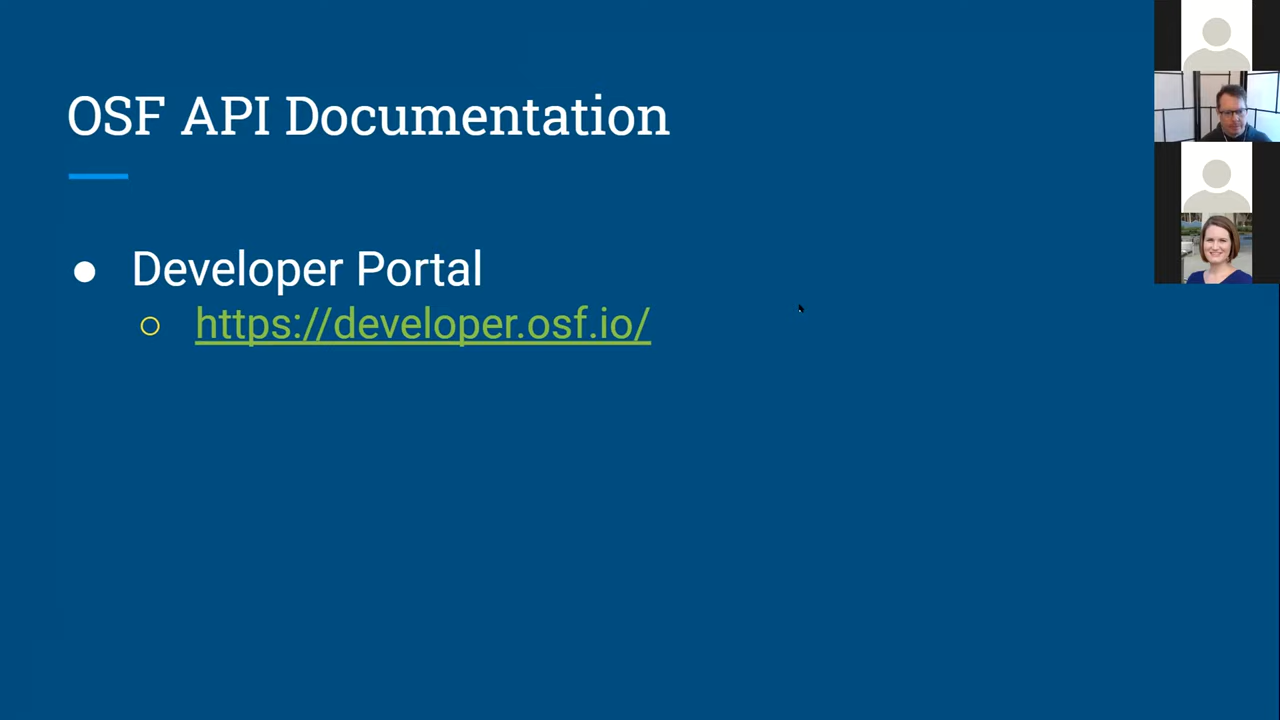 OSF API Documentation
● Developer Portal
○ https://developer.osf.io/